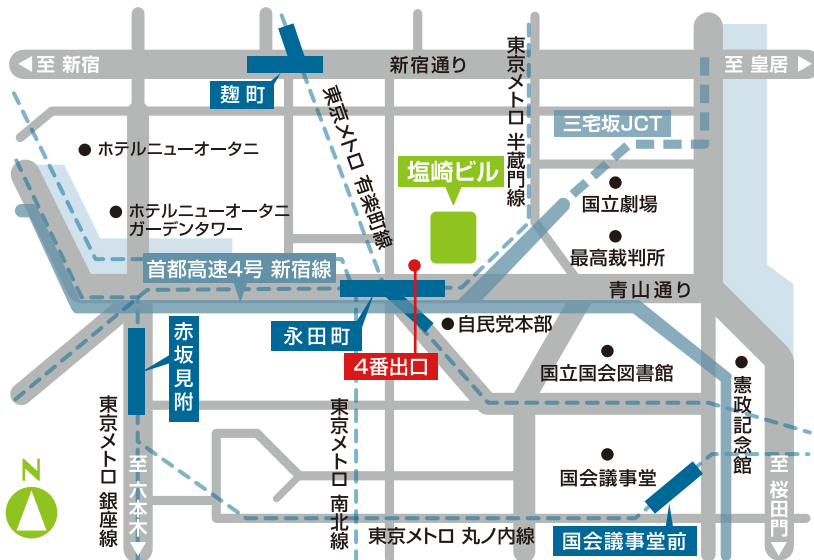 至 新宿
新宿通り
至 皇居
麹町
東京メトロ 有楽町線
東京メトロ 半蔵門線
三宅坂JCT
ホテルニューオータニ
塩崎ビル
国立劇場
ホテルニューオータニ
ガーデンタワー
最高裁判所
首都高速4号 新宿線
青山通り
永田町
自民党本部
赤坂見附
4番出口
国立国会図書館
憲政記念館
東京メトロ 銀座線
東京メトロ 南北線
至 六本木
国会議事堂
至 桜田門
N
東京メトロ 丸ノ内線
国会議事堂前